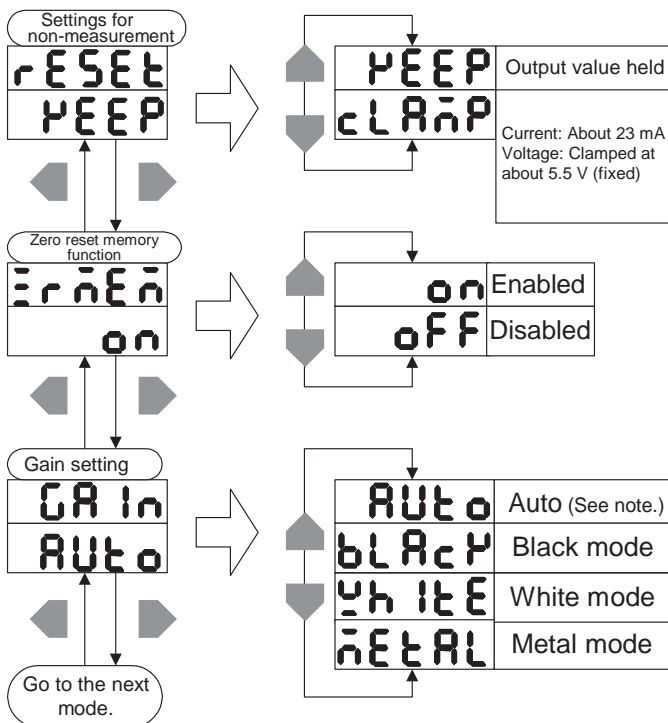 Settings for
non-measurement
rESEt
KEEP
KEEP
Output value held
cLAmP
Current: About 23 mA
Voltage: Clamped at
about 5.5 V (fixed)
Zero reset memory
function
ZrmEm
on
on
Enabled
oFF
Disabled
Gain setting
GAIn
AUto
AUto
Auto (See note.)
bLAcK
Black mode
WhItE
White mode
mEtAL
Metal mode
Go to the next
mode.